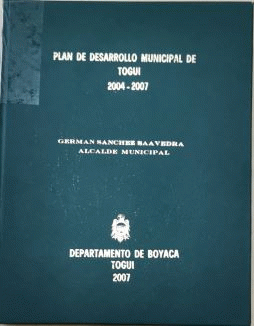 PLAN DE DESARROLLO MUNICIPAL DE
TOGUI
2004-2007
GERMAN SANCHEZ SAAVEDRA
ALCALDE MUNICIPAL
DEPARTAMENTO DE BOYACA
TOGUI
2007